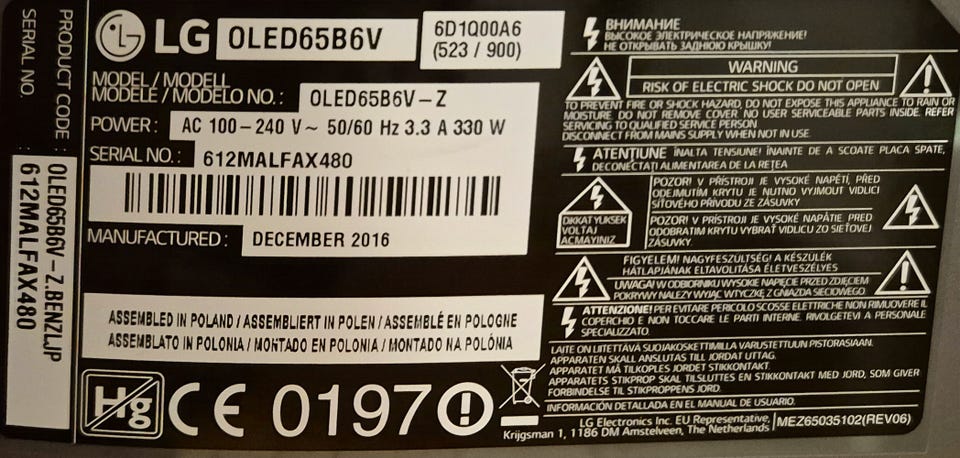 PRODUCT CODE : OLED65B6V-Z.BENZLJP
SERIAL NO. : 612MALFAX480
LG OLED65B6V
6D1Q00A6
(523 / 900)
MODEL / MODELL
MODÈLE / MODELO NO.: OLED65B6V-Z
POWER: AC 100-240 V~ 50/60 Hz 3.3 A 330 W
SERIAL NO.: 612MALFAX480
MANUFACTURED: DECEMBER 2016
ASSEMBLED IN POLAND / ASSEMBLIERT IN POLEN / ASSEMBLÉ EN POLOGNE
ASSEMBLATO IN POLONIA / MONTADO EN POLONIA / MONTADO NA POLÓNIA
Hg CE 0197
ВНИМАНИЕ
ВЫСОКОЕ ЭЛЕКТРИЧЕСКОЕ НАПРЯЖЕНИЕ!
НЕ ОТКРЫВАТЬ ЗАДНЮЮ КРЫШКУ!
WARNING
RISK OF ELECTRIC SHOCK DO NOT OPEN
TO PREVENT FIRE OR SHOCK HAZARD, DO NOT EXPOSE THIS APPLIANCE TO RAIN OR
MOISTURE. DO NOT REMOVE COVER. NO USER SERVICEABLE PARTS INSIDE. REFER
SERVICING TO QUALIFIED SERVICE PERSON
DISCONNECT FROM MAINS SUPPLY WHEN NOT IN USE.
ATENŢIUNE ÎNALTA TENSIUNE! ÎNAINTE DE A SCOATE PLACA SPATE,
DECONECTAŢI ALIMENTAREA DE LA REŢEA
DIKKAT YUKSEK
VOLTAJ
ACMAYINIZ
POZOR! V PŘÍSTROJI JE VYSOKÉ NAPĚTÍ, PŘED
ODEJMUTÍM KRYTU JE NUTNO VYJMOUT VIDLICI
SÍŤOVÉHO PŘÍVODU ZE ZÁSUVKY
POZOR! V PRÍSTROJI JE VYSOKÉ NAPÄTIE. PRED
ODOBRATIM KRYTU VYBRAŤ VIDLICU ZO SIEŤOVEJ
ZÁSUVKY.
FIGYELEM! NAGYFESZÜLTSÉG! A KÉSZÜLÉK
HÁTLAPJÁNAK ELTAVOLÍTÁSA ÉLETVESZÉLYES
UWAGA! W ODBIORNIKU WYSOKIE NAPIĘCIE PRZED ZDJĘCIEM
POKRYWY NALEŻY WYJĄĆ WTYCZKĘ Z GNIAZDA SIECIOWEGO.
ATTENZIONE! PER EVITARE PERICOLO SCOSSE ELETTRICHE NON RIMUOVERE IL
COPERCHIO E NON TOCCARE LE PARTI INTERNE. RIVOLGETEVI A PERSONALE
SPECIALIZZATO.
LAITE ON LIITETTÄVÄ SUOJAKOSKETTIMILLA VARUSTETTUUN PISTORASIAAN.
APPARATEN SKALL ANSLUTAS TILL JORDAT UTTAG.
APPARATET MÅ TILKOPLES JORDET STIKKONTAKT.
APPARATETS STIKPROP SKAL TILSLUTTES EN STIKKONTAKT MED JORD, SOM GIVER
FORBINDELSE TIL STIKPROPPENS JORD.
INFORMACIÓN DETALLADA EN EL MANUAL DE USUARIO.
LG Electronics Inc. EU Representative,
Krijgsman 1, 1186 DM Amstelveen, The Netherlands
MEZ65035102(REV06)